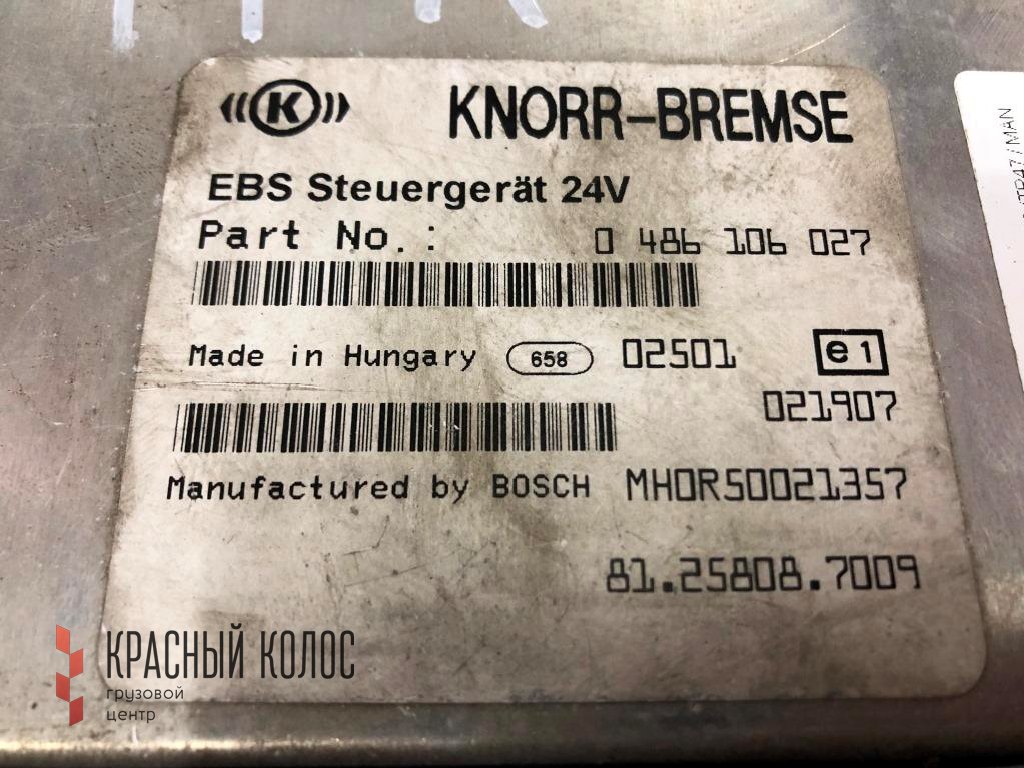 K KNORR-BREMSE
EBS Steuergerät 24V
Part No.: 0 486 106 027
Made in Hungary 658 02501 e1
021907
Manufactured by BOSCH MHOR50021357
81.25808.7009
КРАСНЫЙ КОЛОС
грузовой
центр
/ MAN